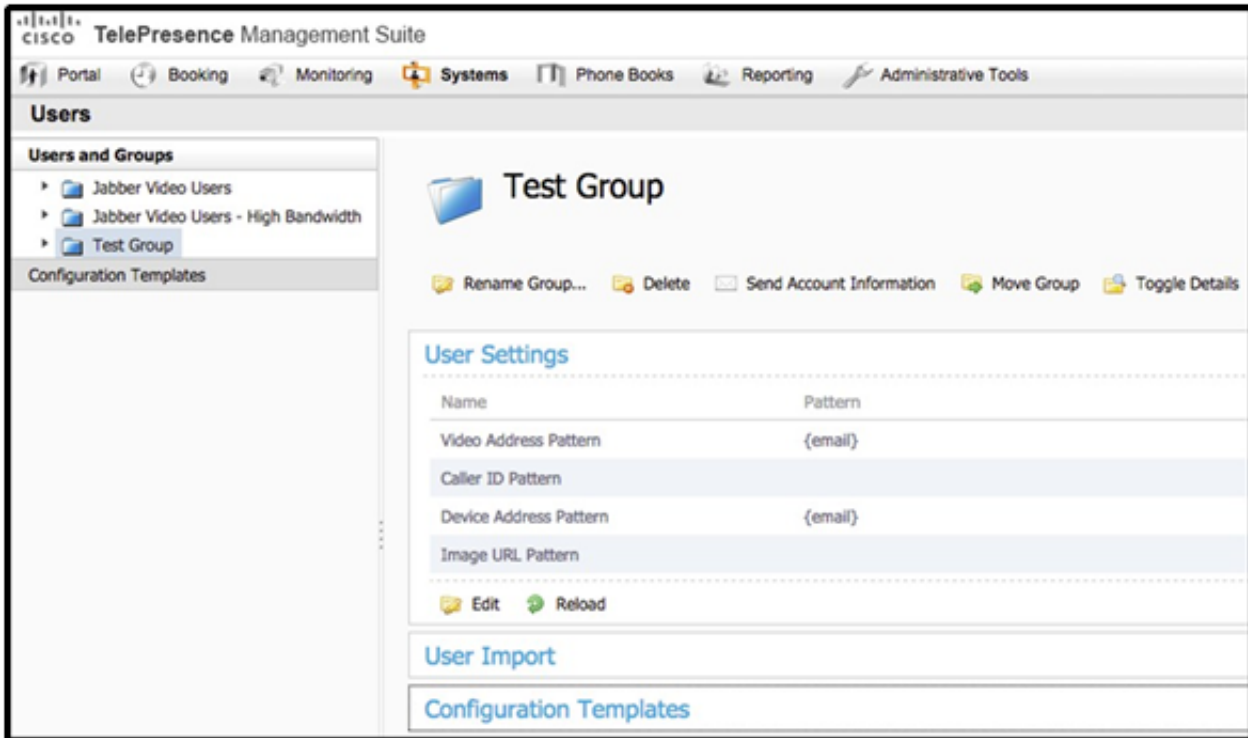 CISCO TelePresence Management Suite
Portal Booking Monitoring Systems Phone Books Reporting Administrative Tools
Users
Users and Groups
Jabber Video Users
Jabber Video Users - High Bandwidth
Test Group
Configuration Templates
Test Group
Rename Group... Delete Send Account Information Move Group Toggle Details
User Settings
Name Pattern
Video Address Pattern {email}
Caller ID Pattern
Device Address Pattern {email}
Image URL Pattern
Edit Reload
User Import
Configuration Templates